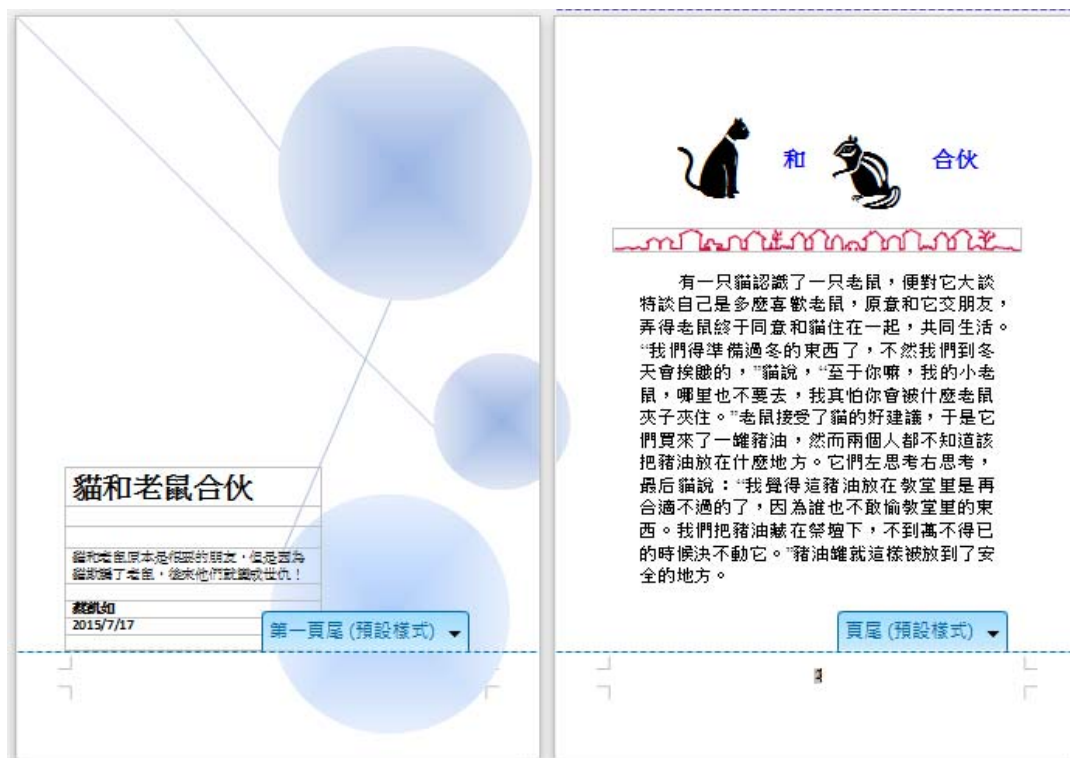 貓和老鼠合伙
貓和老鼠原本是很要的朋友，但是因為
貓欺騙了老鼠，後來他們就變成世仇！
蔡凱如
2015/7/17
第一頁尾 (預設樣式)
和 合伙
有一只貓認識了一只老鼠，便對它大談
特談自己是多麼喜歡老鼠，原意和它交朋友，
弄得老鼠終于同意和貓住在一起，共同生活。
“我們得準備過冬的東西了，不然我們到冬
天會挨餓的，”貓說，“至于你嘛，我的小老
鼠，哪里也不要去，我真怕你會被什麼老鼠
夾子夾住。”老鼠接受了貓的好建議，于是它
們買來了一罐豬油，然而兩個人都不知道該
把豬油放在什麼地方。它們左思考右思考，
最后貓說：“我覺得這豬油放在教堂里是再
合適不過的了，因為誰也不敢偷教堂里的東
西。我們把豬油藏在祭壇下，不到萬不得已
的時候決不動它。”豬油罐就這樣被放到了安
全的地方。
頁尾 (預設樣式)